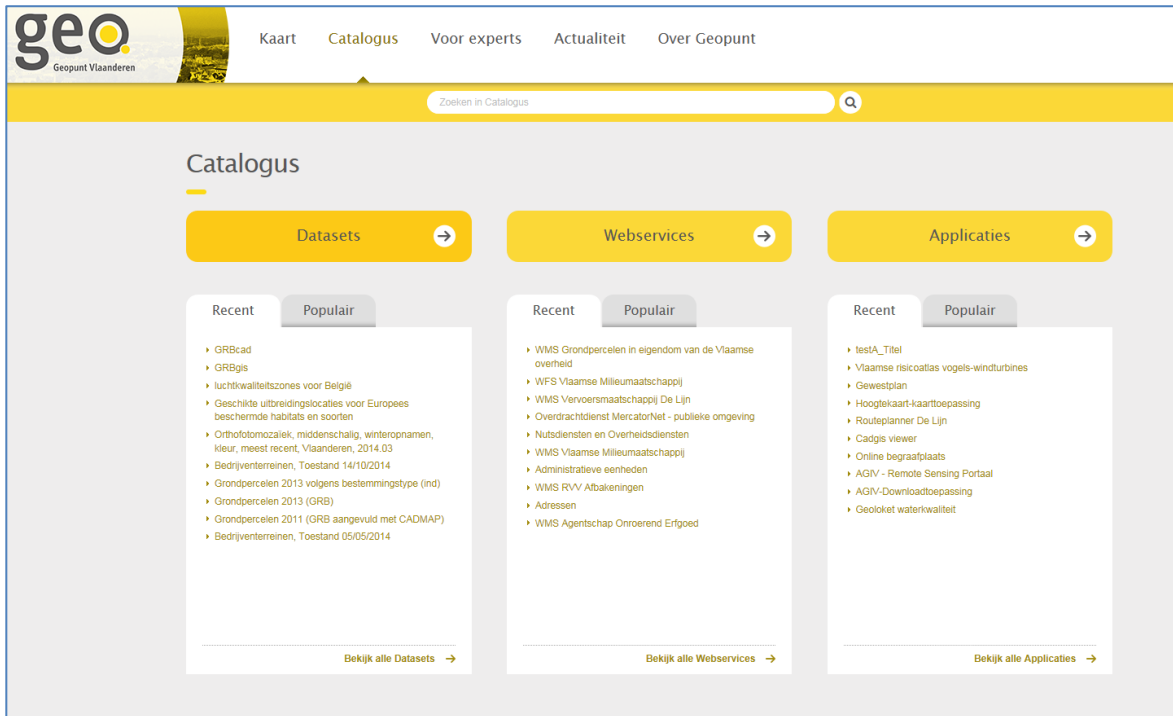 geo
Geopunt Vlaanderen
Kaart Catalogus Voor experts Actualiteit Over Geopunt
Zoeken in Catalogus
Catalogus
Datasets
Webservices
Applicaties
Recent Populair
GRBcad
GRBgis
luchtkwaliteitszones voor België
Geschikte uitbreidingslocaties voor Europees
beschermde habitats en soorten
Orthofotomozaïek, middenschalig, winteropnamen,
kleur, meest recent, Vlaanderen, 2014.03
Bedrijventerreinen, Toestand 14/10/2014
Grondpercelen 2013 volgens bestemmingstype (ind)
Grondpercelen 2013 (GRB)
Grondpercelen 2011 (GRB aangevuld met CADMAP)
Bedrijventerreinen, Toestand 05/05/2014
Bekijk alle Datasets
Recent Populair
WMS Grondpercelen in eigendom van de Vlaamse
overheid
WFS Vlaamse Milieumaatschappij
WMS Vervoersmaatschappij De Lijn
Overdrachtdienst MercatorNet - publieke omgeving
Nutsdiensten en Overheidsdiensten
WMS Vlaamse Milieumaatschappij
Administratieve eenheden
WMS RVV Afbakeningen
Adressen
WMS Agentschap Onroerend Erfgoed
Bekijk alle Webservices
Recent Populair
testA_Titel
Vlaamse risicoatlas vogels-windturbines
Gewestplan
Hoogtekaart-kaarttoepassing
Routeplanner De Lijn
Cadgis viewer
Online begraafplaats
AGIV - Remote Sensing Portaal
AGIV-Downloadtoepassing
Geoloket waterkwaliteit
Bekijk alle Applicaties